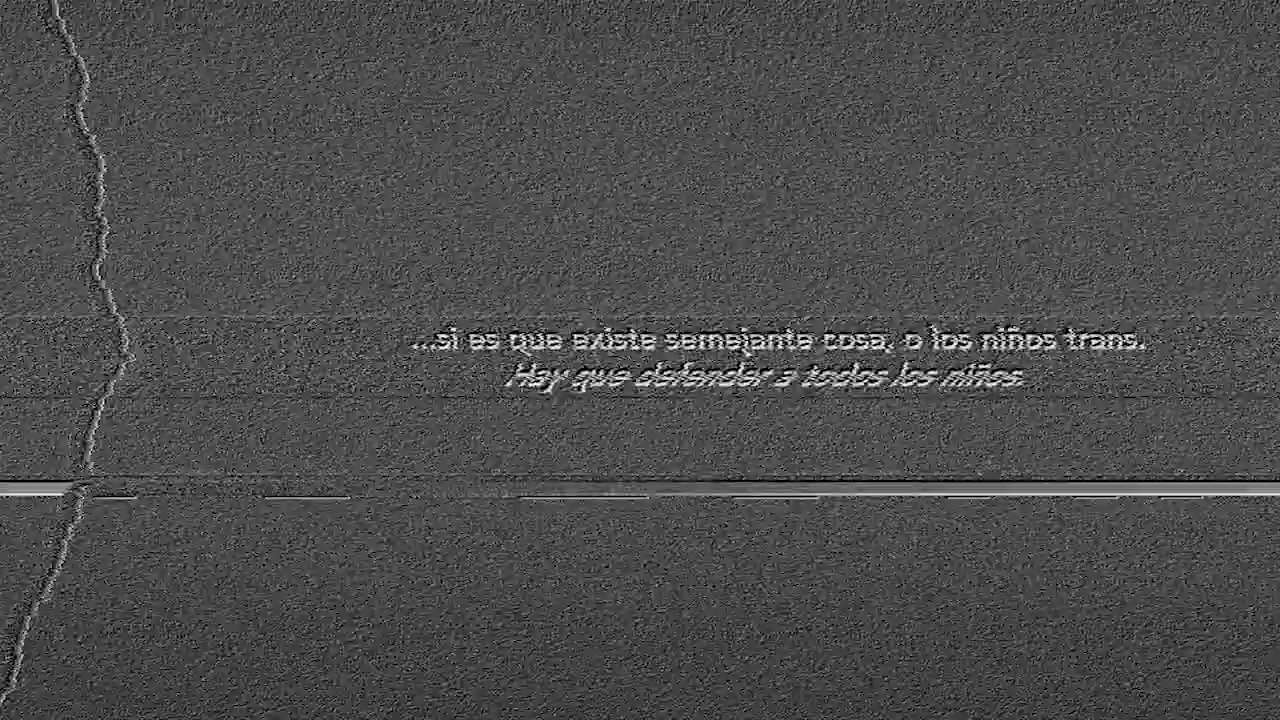 ...si es que existe semejante cosa, o los niños trans.
Hay que defender a todos los niños.